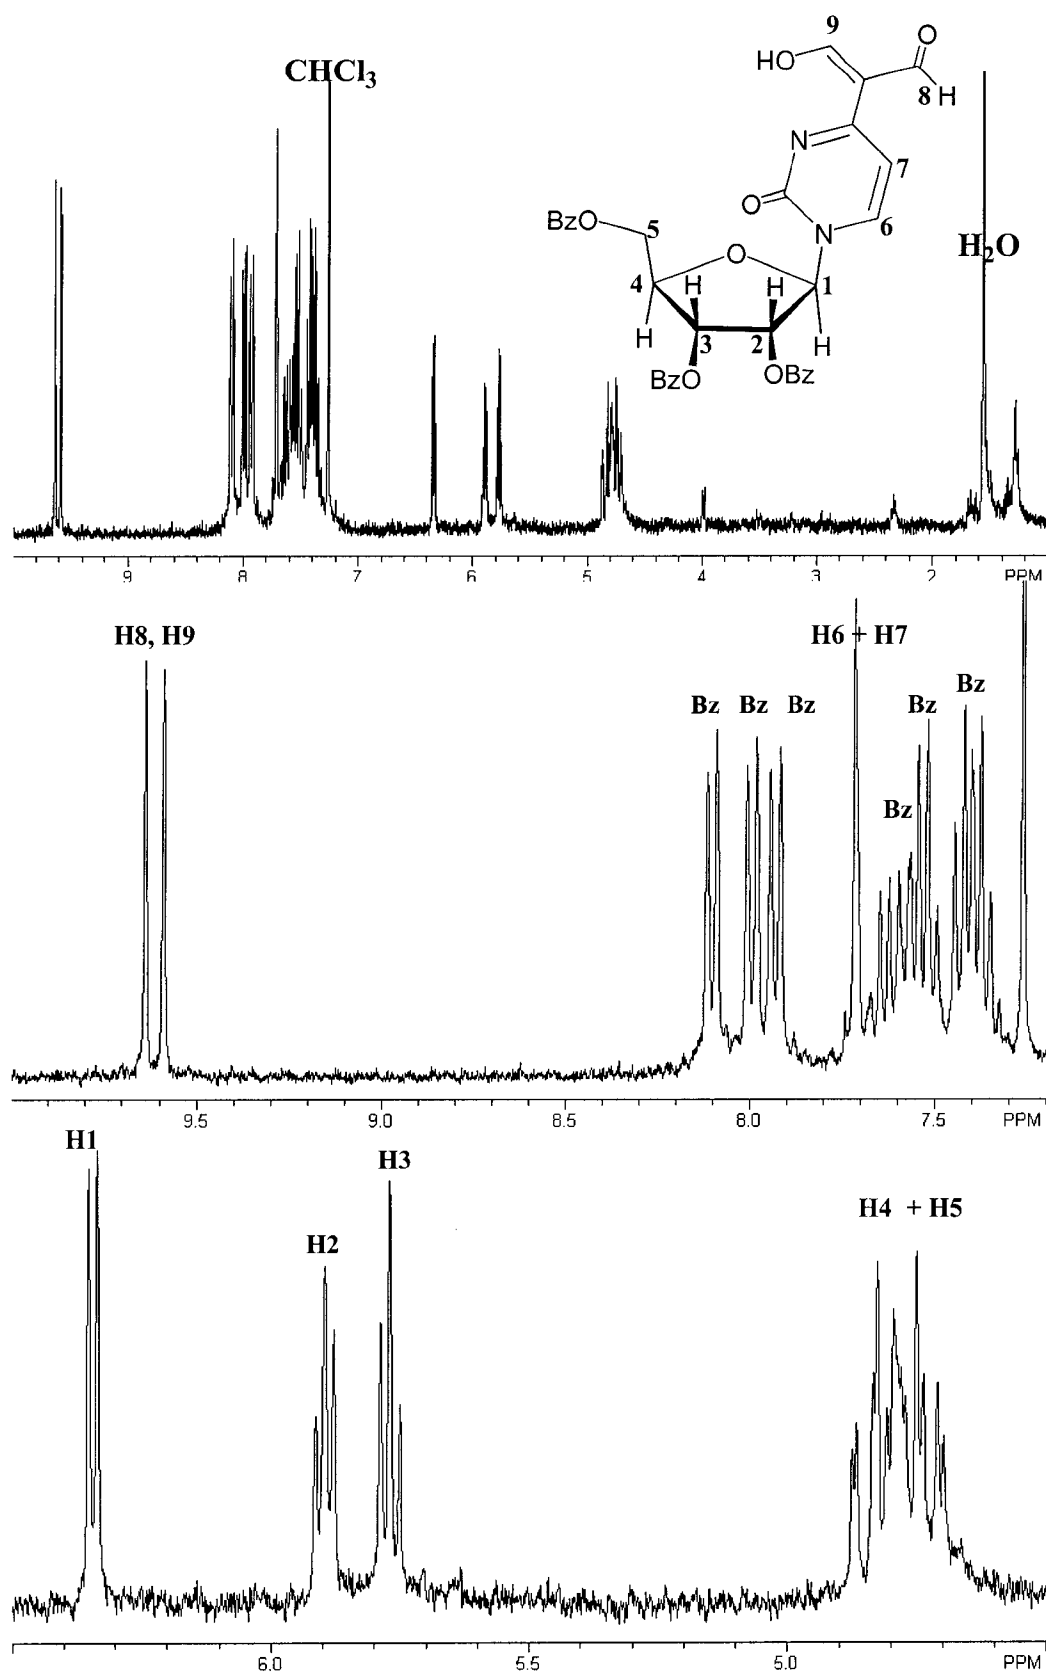 9
O
HO
8 H
CHCl3
N
7
O
N
6
BzO
5
H2O
O
4
H
H
1
3
2
H
H
BzO
OBz
9 8 7 6 5 4 3 2 PPM
H8, H9
H6 + H7
Bz Bz Bz Bz Bz
Bz
9.5 9.0 8.5 8.0 7.5 PPM
H1
H3
H2
H4 + H5
6.0 5.5 5.0 PPM